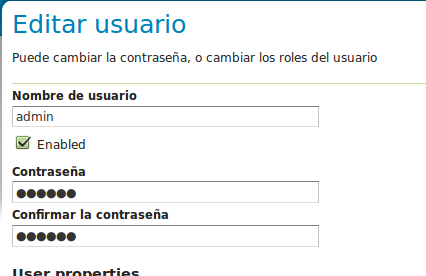 Editar usuario
Puede cambiar la contraseña, o cambiar los roles del usuario
Nombre de usuario
admin
Enabled
Contraseña
●●●●●●
Confirmar la contraseña
●●●●●●
User properties